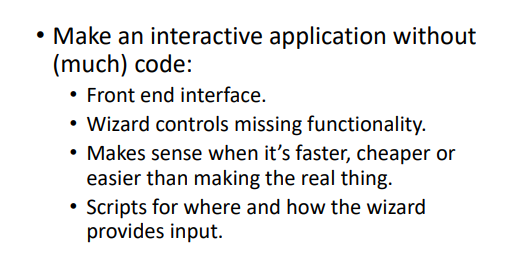 • Make an interactive application without
(much) code:
• Front end interface.
• Wizard controls missing functionality.
• Makes sense when it’s faster, cheaper or
easier than making the real thing.
• Scripts for where and how the wizard
provides input.